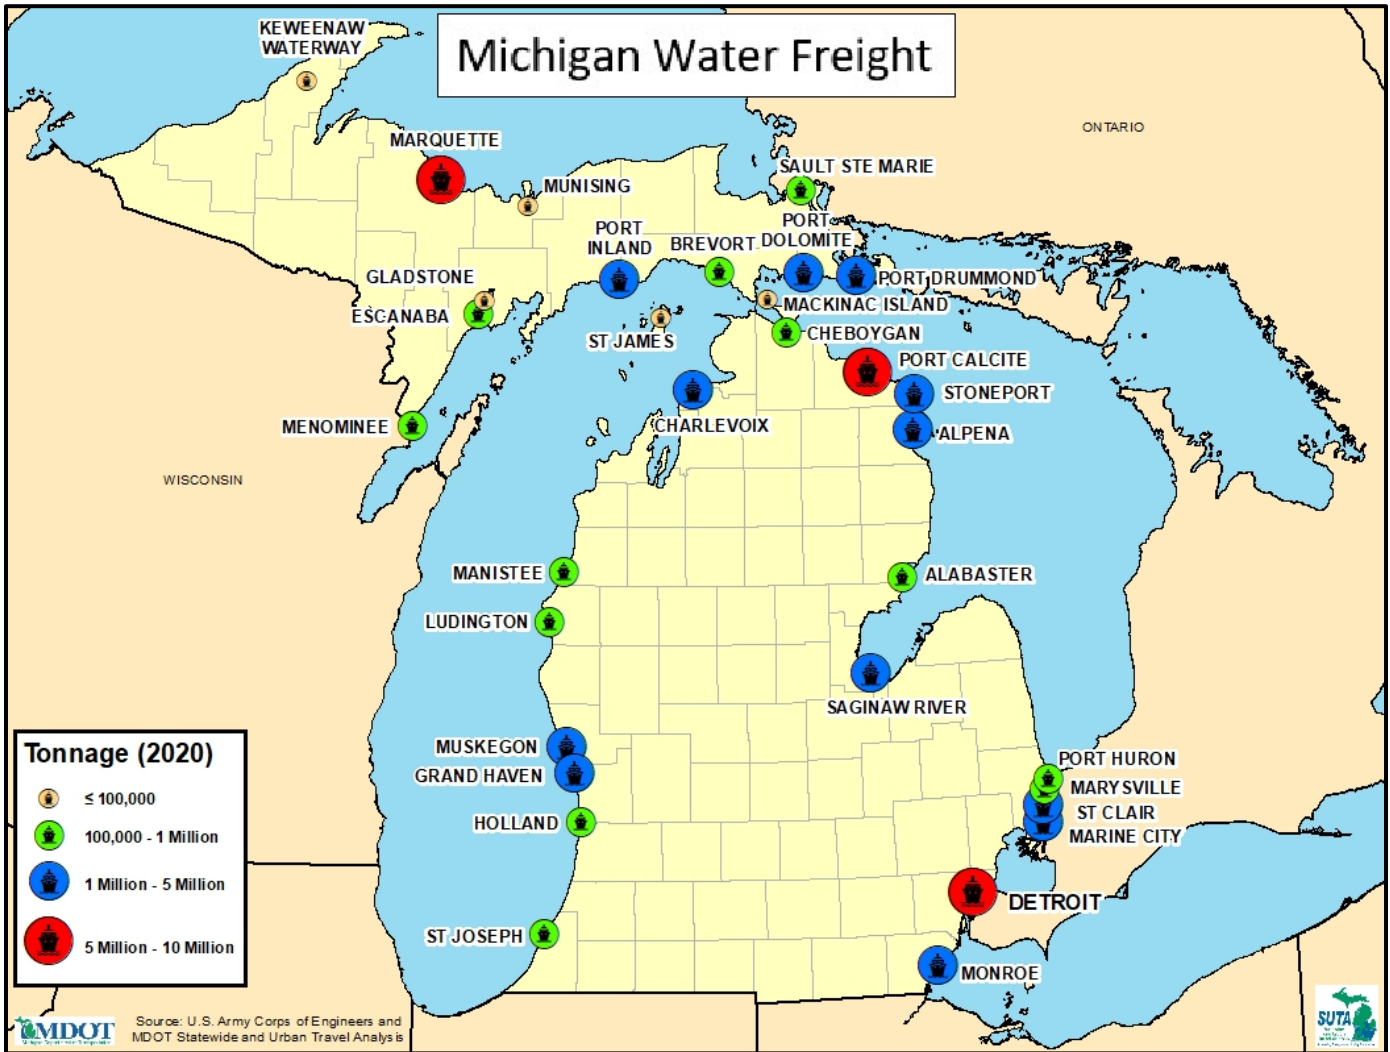 Michigan Water Freight
KEWEENAW
WATERWAY
ONTARIO
MARQUETTE
SAULT STE MARIE
MUNISING
PORT
INLAND
BREVORT
PORT
DOLOMITE
GLADSTONE
PORT DRUMMOND
MACKINAC ISLAND
ESCANABA
ST JAMES
CHEBOYGAN
PORT CALCITE
STONEPORT
CHARLEVOIX
MENOMINEE
ALPENA
WISCONSIN
MANISTEE
ALABASTER
LUDINGTON
SAGINAW RIVER
MUSKEGON
GRAND HAVEN
PORT HURON
MARYSVILLE
ST CLAIR
MARINE CITY
HOLLAND
DETROIT
ST JOSEPH
MONROE
Tonnage (2020)
≤ 100,000
100,000 - 1 Million
1 Million - 5 Million
5 Million - 10 Million
MDOT
Source: U.S. Army Corps of Engineers and
MDOT Statewide and Urban Travel Analysis
SUTA